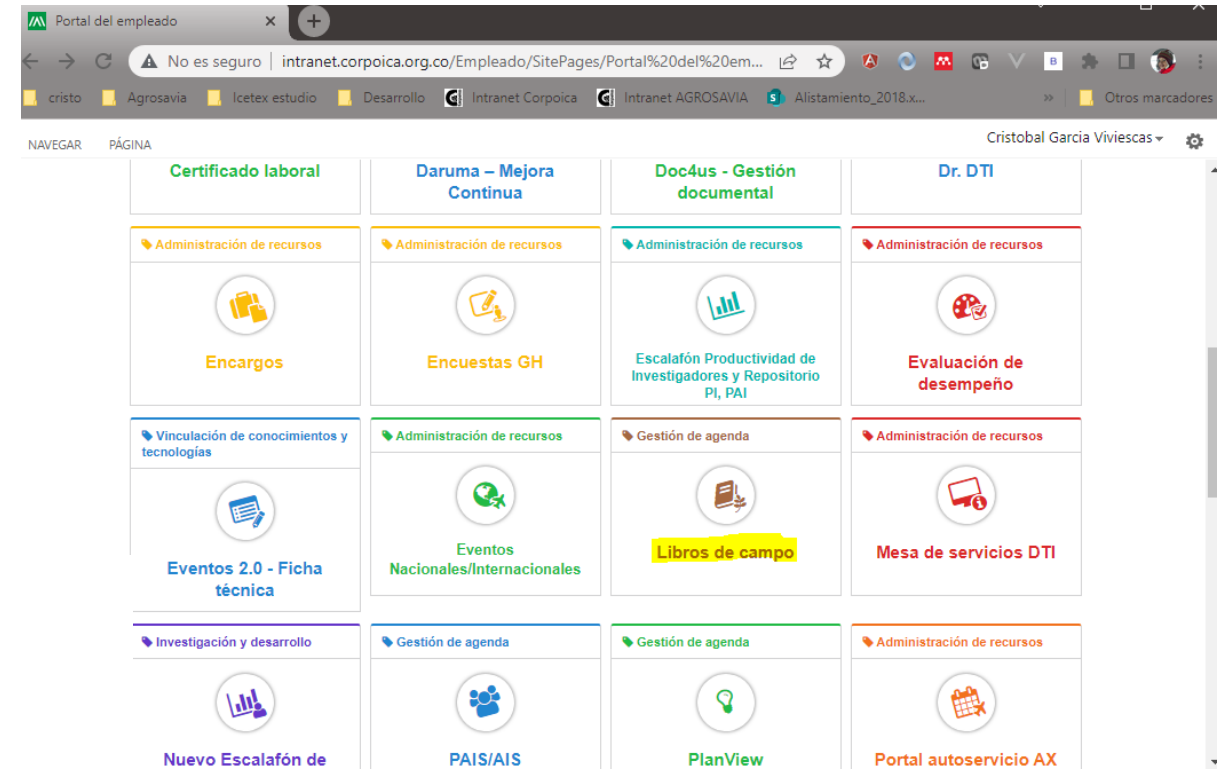 Portal del empleado
No es seguro | intranet.corpoica.org.co/Empleado/SitePages/Portal%20del%20em...
cristo Agrosavia Icetex estudio Desarrollo Intranet Corpoica Intranet AGROSAVIA Alistamiento_2018.x... » Otros marcadores
NAVEGAR PÁGINA Cristobal Garcia Viviescas
Certificado laboral
Daruma – Mejora
Continua
Doc4us - Gestión
documental
Dr. DTI
Administración de recursos
Encargos
Administración de recursos
Encuestas GH
Administración de recursos
Escalafón Productividad de
Investigadores y Repositorio
PI, PAI
Administración de recursos
Evaluación de
desempeño
Vinculación de conocimientos y
tecnologías
Eventos 2.0 - Ficha
técnica
Administración de recursos
Eventos
Nacionales/Internacionales
Gestión de agenda
Libros de campo
Administración de recursos
Mesa de servicios DTI
Investigación y desarrollo
Nuevo Escalafón de
Gestión de agenda
PAIS/AIS
Gestión de agenda
PlanView
Administración de recursos
Portal autoservicio AX